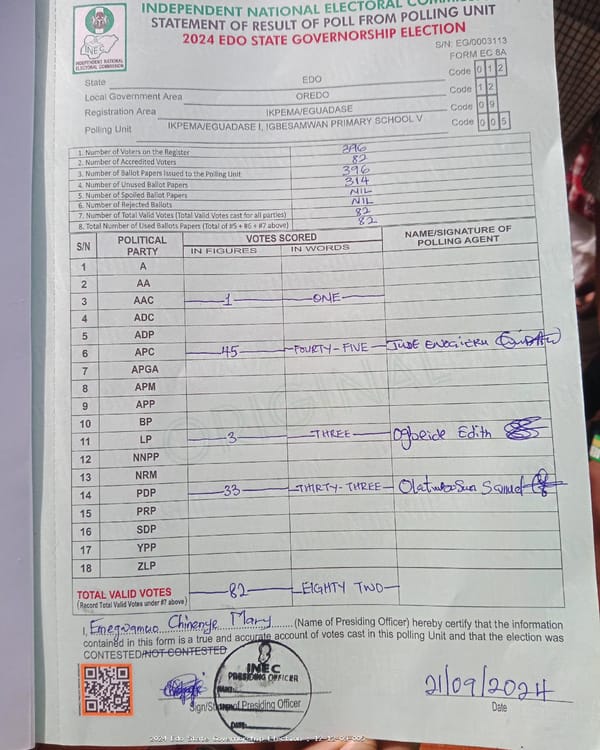 INDEPENDENT NATIONAL ELECTORAL
STATEMENT OF RESULT OF POLL FROM POLLING UNIT
2024 EDO STATE GOVERNORSHIP ELECTION
INEC
INDEPENDENT NATIONAL
ELECTORAL COMMISSION
S/N: EG/0003113
FORM EC 8A
State EDO Code 0 1 2
Local Government Area OREDO Code 1 2
Registration Area IKPEMA/EGUADASE Code 0 9
Polling Unit IKPEMA/EGUADASE I, IGBESAMWAN PRIMARY SCHOOL V Code 0 0 5
1. Number of Voters on the Register 396
2. Number of Accredited Voters 82
3. Number of Ballot Papers Issued to the Polling Unit 396
4. Number of Unused Ballot Papers 314
5. Number of Spoiled Ballot Papers NIL
6. Number of Rejected Ballots NIL
7. Number of Total Valid Votes (Total Valid Votes cast for all parties) 82
8. Total Number of Used Ballots Papers (Total of #5 + #6 + #7 above) 82
S/N POLITICAL PARTY VOTES SCORED NAME/SIGNATURE OF POLLING AGENT
IN FIGURES IN WORDS
1 A
2 AA
3 AAC 1 ONE
4 ADC
5 ADP
6 APC 45 FOURTY-FIVE JUDE ENOGIERU
7 APGA
8 APM
9 APP
10 BP
11 LP 3 THREE Ogbeide Edith
12 NNPP
13 NRM
14 PDP 33 THIRTY-THREE Olatunbosun Samuel
15 PRP
16 SDP
17 YPP
18 ZLP
ORIGINAL
TOTAL VALID VOTES 82 EIGHTY TWO
(Record Total Valid Votes under #7 above)
I, Chinenye Mary (Name of Presiding Officer) hereby certify that the information
contained in this form is a true and accurate account of votes cast in this polling Unit and that the election was
CONTESTED/NOT CONTESTED
INEC
PRESIDING OFFICER
DATE:
of Presiding Officer
21/09/2024
Date
2024 Edo State Governorship Election